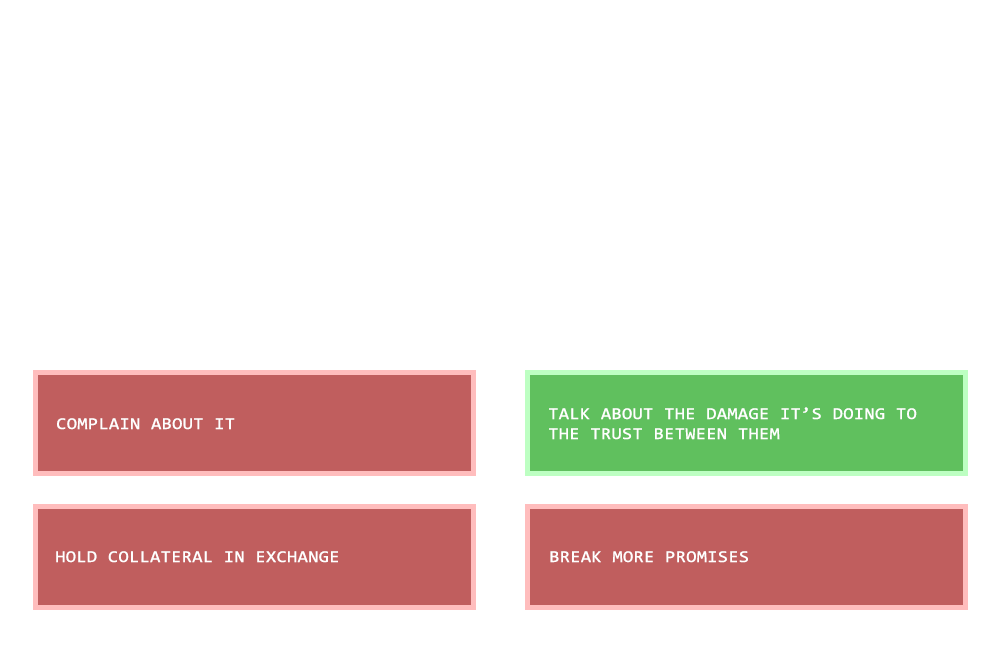 COMPLAIN ABOUT IT
TALK ABOUT THE DAMAGE IT’S DOING TO
THE TRUST BETWEEN THEM
HOLD COLLATERAL IN EXCHANGE
BREAK MORE PROMISES